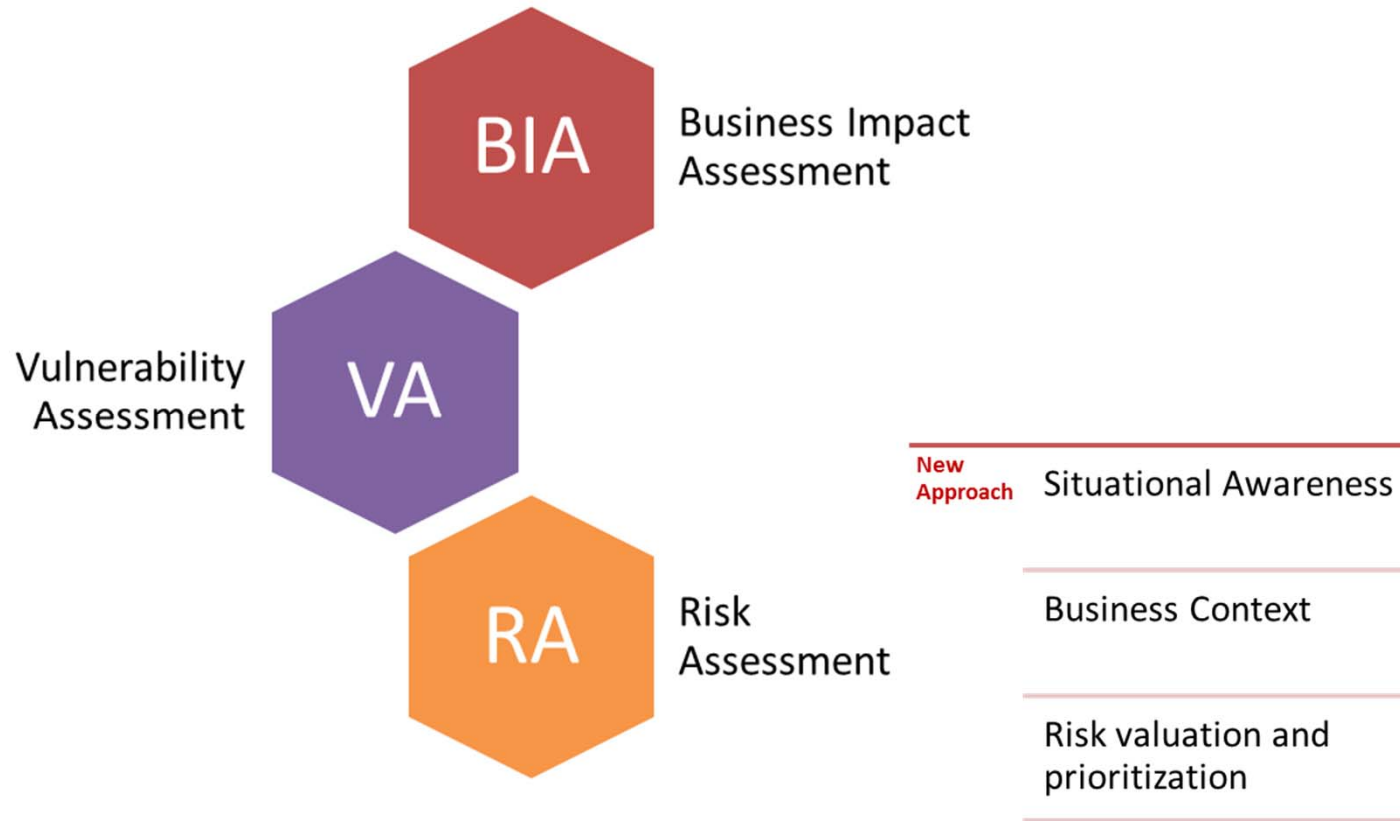 BIA
Business Impact
Assessment
Vulnerability
Assessment
VA
RA
Risk
Assessment
New
Approach
Situational Awareness
Business Context
Risk valuation and
prioritization